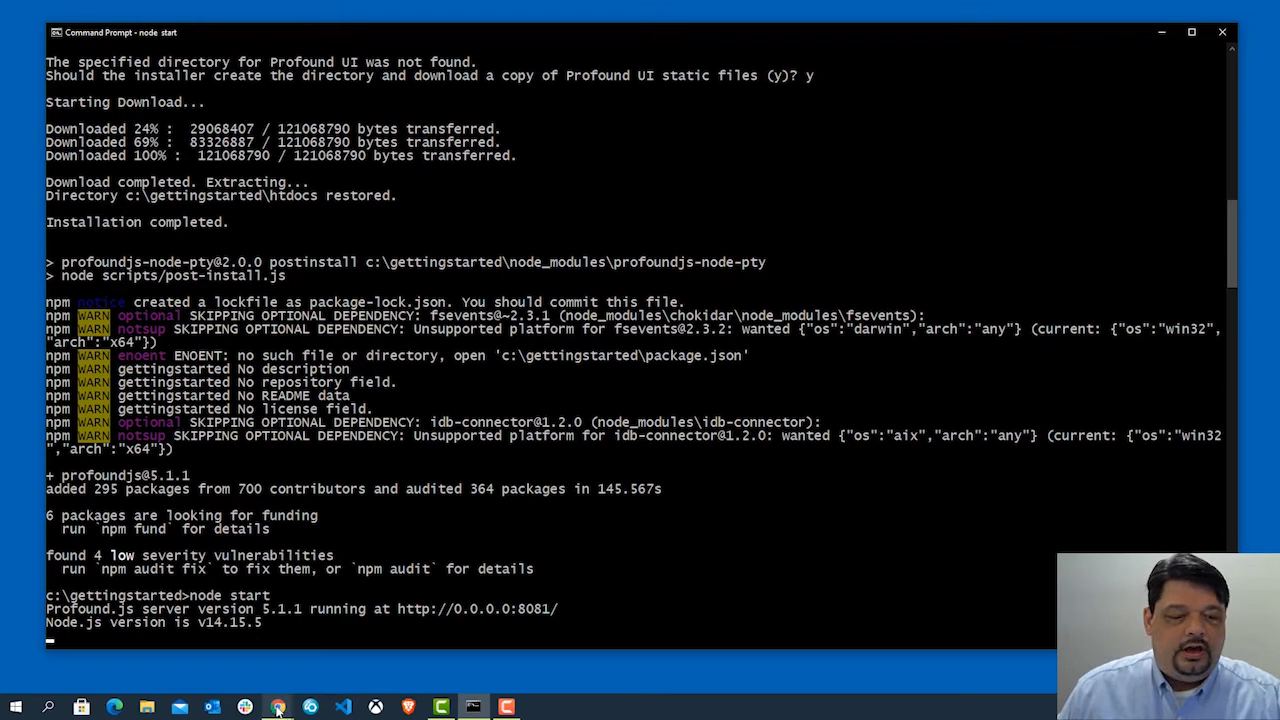 Command Prompt - node start
The specified directory for Profound UI was not found.
Should the installer create the directory and download a copy of Profound UI static files (y)? y
Starting Download...
Downloaded 24% :  29068407 / 121068790 bytes transferred.
Downloaded 69% :  83326887 / 121068790 bytes transferred.
Downloaded 100% :  121068790 / 121068790 bytes transferred.
Download completed. Extracting...
Directory c:\gettingstarted\htdocs restored.
Installation completed.
> profoundjs-node-pty@2.0.0 postinstall c:\gettingstarted\node_modules\profoundjs-node-pty
> node scripts/post-install.js
npm notice created a lockfile as package-lock.json. You should commit this file.
npm WARN optional SKIPPING OPTIONAL DEPENDENCY: fsevents@~2.3.1 (node_modules\chokidar\node_modules\fsevents):
npm WARN notsup SKIPPING OPTIONAL DEPENDENCY: Unsupported platform for fsevents@2.3.2: wanted {"os":"darwin","arch":"any"} (current: {"os":"win32",
"arch":"x64"})
npm WARN enoent ENOENT: no such file or directory, open 'c:\gettingstarted\package.json'
npm WARN gettingstarted No description
npm WARN gettingstarted No repository field.
npm WARN gettingstarted No README data
npm WARN gettingstarted No license field.
npm WARN optional SKIPPING OPTIONAL DEPENDENCY: idb-connector@1.2.0 (node_modules\idb-connector):
npm WARN notsup SKIPPING OPTIONAL DEPENDENCY: Unsupported platform for idb-connector@1.2.0: wanted {"os":"aix","arch":"any"} (current: {"os":"win32
","arch":"x64"})
+ profoundjs@5.1.1
added 295 packages from 700 contributors and audited 364 packages in 145.567s
6 packages are looking for funding
  run `npm fund` for details
found 4 low severity vulnerabilities
  run `npm audit fix` to fix them, or `npm audit` for details
c:\gettingstarted>node start
Profound.js server version 5.1.1 running at http://0.0.0.0:8081/
Node.js version is v14.15.5